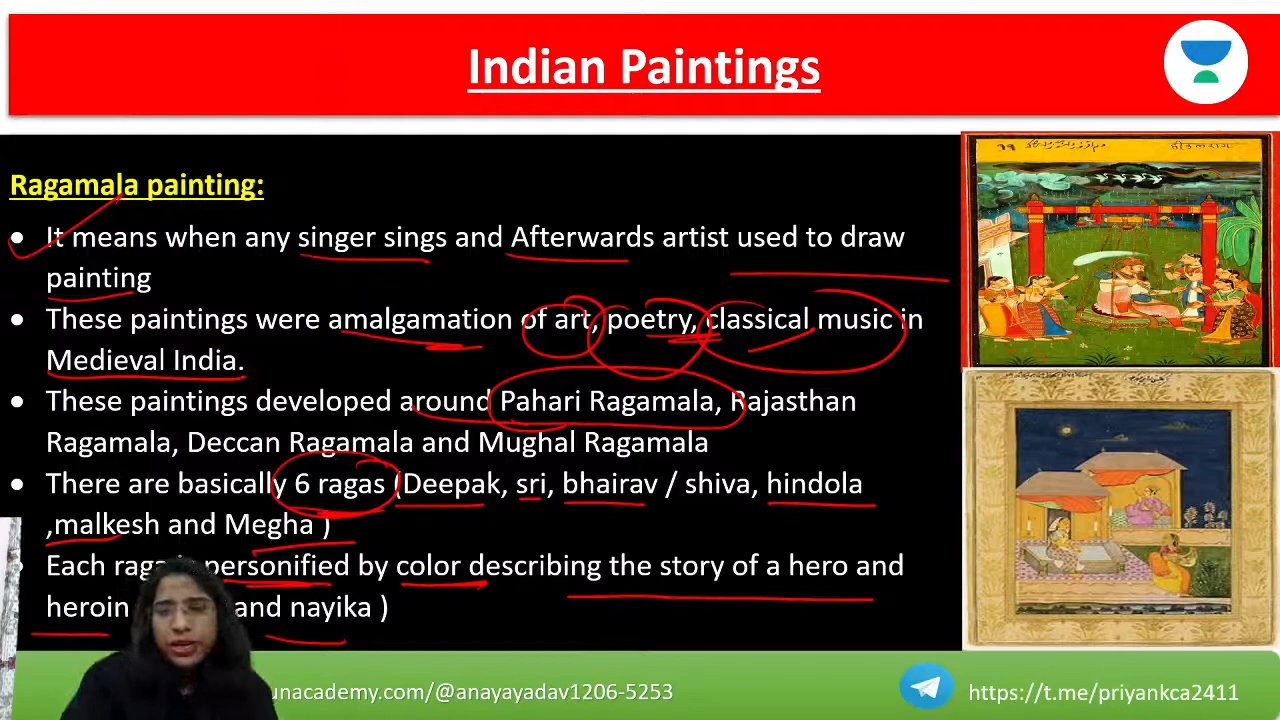 Indian Paintings
Ragamala painting:
• It means when any singer sings and Afterwards artist used to draw
painting
• These paintings were amalgamation of art, poetry, classical music in
Medieval India.
• These paintings developed around Pahari Ragamala, Rajasthan
Ragamala, Deccan Ragamala and Mughal Ragamala
• There are basically 6 ragas (Deepak, sri, bhairav / shiva, hindola
,malkesh and Megha )
Each raga personified by color describing the story of a hero and
heroin and nayika )
unacademy.com/@anayayadav1206-5253
https://t.me/priyankca2411